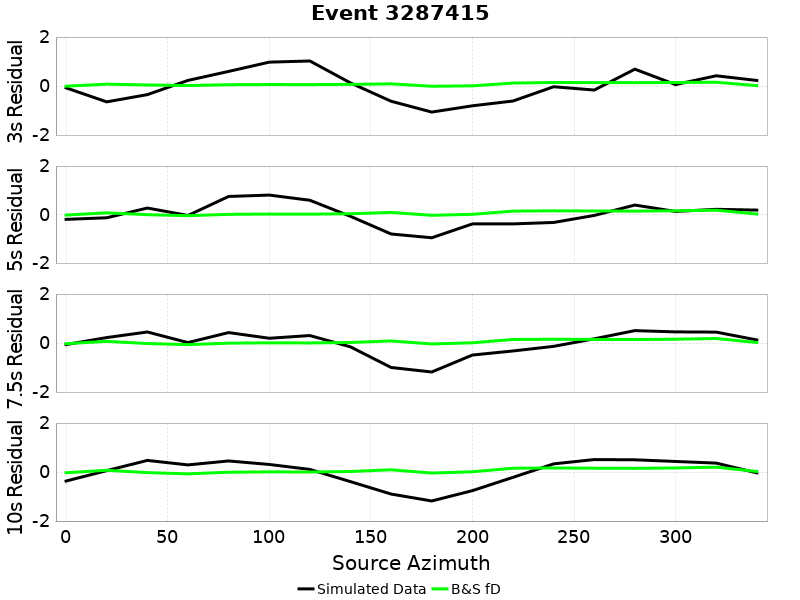 Event 3287415
3s Residual
2
0
-2
5s Residual
2
0
-2
7.5s Residual
2
0
-2
10s Residual
2
0
-2
0 50 100 150 200 250 300
Source Azimuth
Simulated Data B&S fD